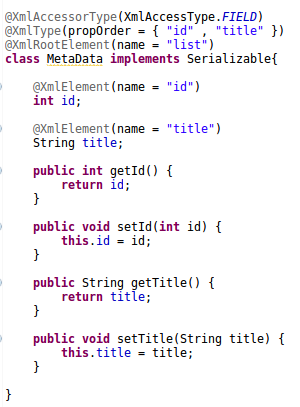 @XmlAccessorType(XmlAccessType.FIELD)
@XmlType(propOrder = { "id" , "title" })
@XmlRootElement(name = "list")
class MetaData implements Serializable{
@XmlElement(name = "id")
int id;
@XmlElement(name = "title")
String title;
public int getId() {
return id;
}
public void setId(int id) {
this.id = id;
}
public String getTitle() {
return title;
}
public void setTitle(String title) {
this.title = title;
}
}